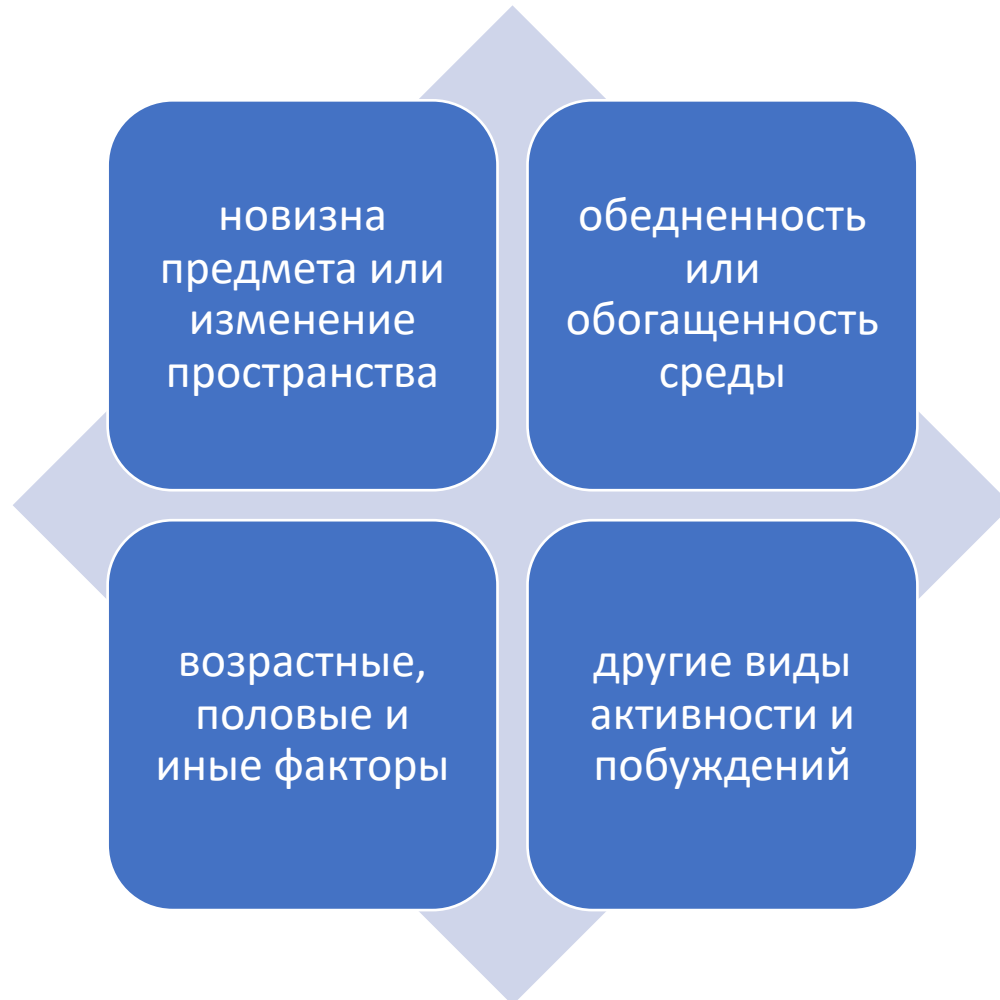 новизна
предмета или
изменение
пространства
обедненность
или
обогащенность
среды
возрастные,
половые и
иные факторы
другие виды
активности и
побуждений